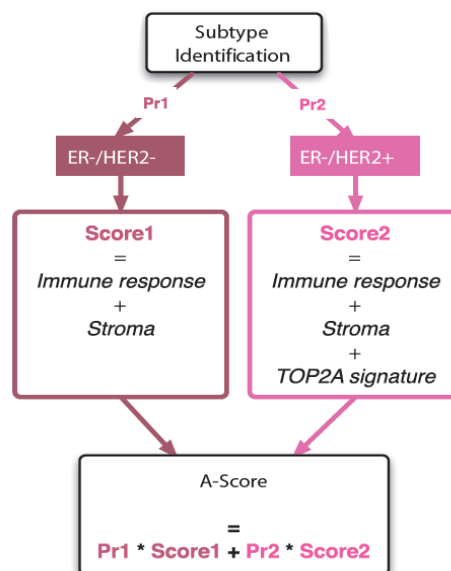 Subtype
Identification
Pr1
Pr2
ER-/HER2-
ER-/HER2+
Score1
=
Immune response
+
Stroma
Score2
=
Immune response
+
Stroma
+
TOP2A signature
A-Score
=
Pr1 * Score1 + Pr2 * Score2